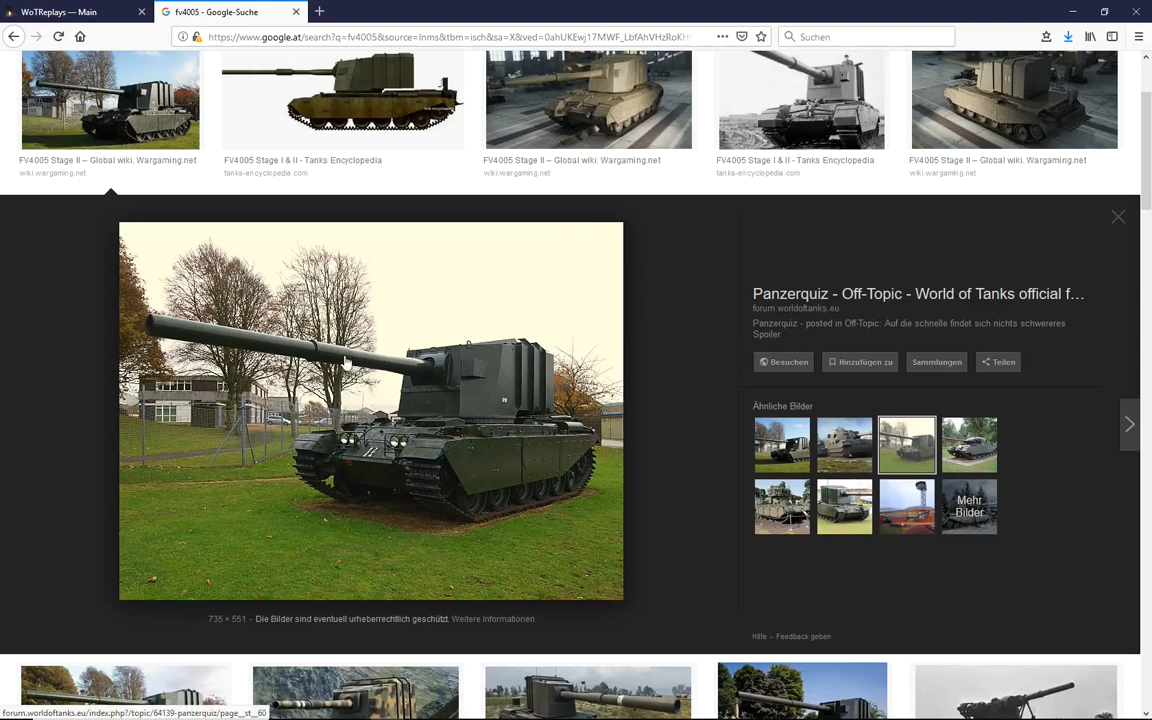 WoTReplays — Main
fv4005 - Google-Suche
https://www.google.at/search?q=fv4005&source=lnms&tbm=isch&sa=X&ved=0ahUKEwj17MWF_LbfAhVHzRoKH
Suchen
FV4005 Stage II – Global wiki. Wargaming.net
wiki.wargaming.net
FV4005 Stage I & II - Tanks Encyclopedia
tanks-encyclopedia.com
FV4005 Stage II – Global wiki. Wargaming.net
wiki.wargaming.net
FV4005 Stage I & II - Tanks Encyclopedia
tanks-encyclopedia.com
FV4005 Stage II – Global wiki. Wargaming.net
wiki.wargaming.net
Panzerquiz - Off-Topic - World of Tanks official f…
forum.worldoftanks.eu
Panzerquiz - posted in Off-Topic: Auf die schnelle findet sich nichts schwereres
Spoiler
Besuchen
Hinzufügen zu
Sammlungen
Teilen
Ähnliche Bilder
Mehr
Bilder
735 × 551 - Die Bilder sind eventuell urheberrechtlich geschützt. Weitere Informationen
Hilfe – Feedback geben
forum.worldoftanks.eu/index.php?/topic/64139-panzerquiz/page__st__60